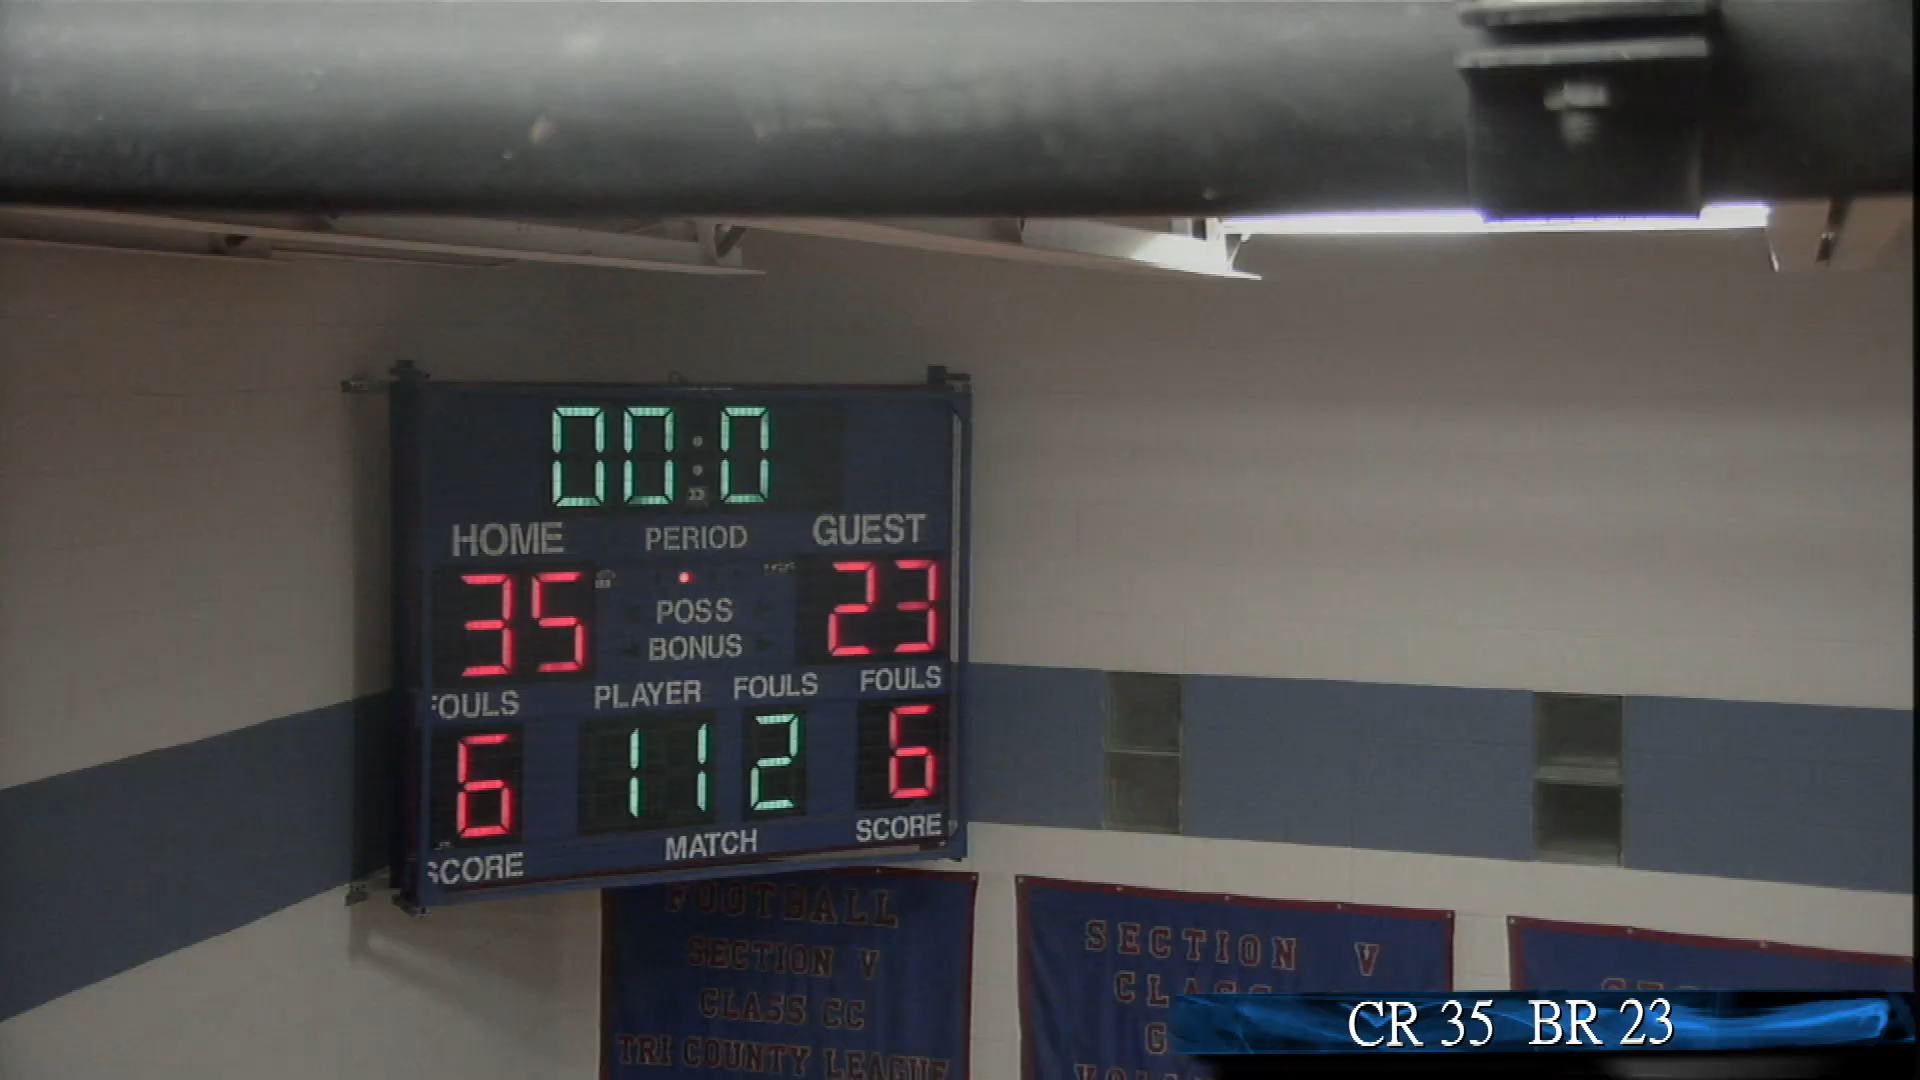 00:0
HOME PERIOD GUEST
35 23
POSS
BONUS
FOULS PLAYER FOULS FOULS
6 11 2 6
SCORE MATCH SCORE
FOOTBALL
SECTION V
CLASS CC
TRI COUNTY LEAGUE
SECTION V
CLASS
G
CR 35 BR 23